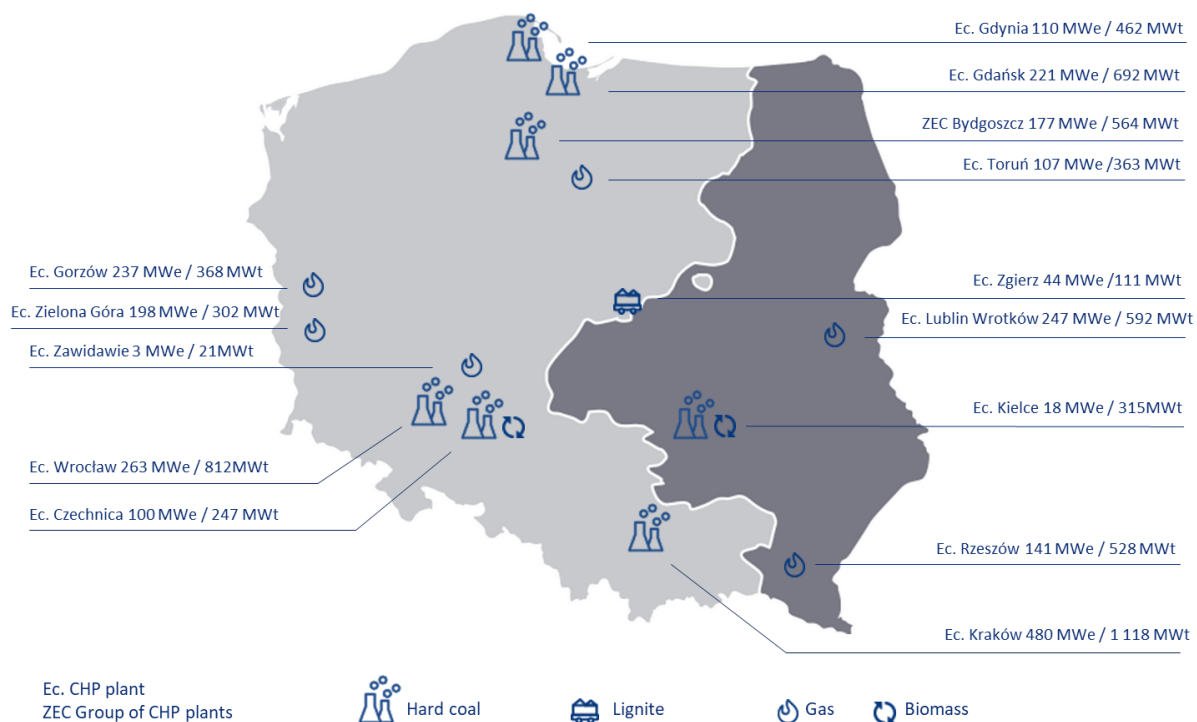 Ec. Gdynia 110 MWe / 462 MWt
Ec. Gdańsk 221 MWe / 692 MWt
ZEC Bydgoszcz 177 MWe / 564 MWt
Ec. Toruń 107 MWe /363 MWt
Ec. Gorzów 237 MWe / 368 MWt
Ec. Zielona Góra 198 MWe / 302 MWt
Ec. Zawidawie 3 MWe / 21MWt
Ec. Zgierz 44 MWe /111 MWt
Ec. Lublin Wrotków 247 MWe / 592 MWt
Ec. Kielce 18 MWe / 315MWt
Ec. Wrocław 263 MWe / 812MWt
Ec. Czechnica 100 MWe / 247 MWt
Ec. Rzeszów 141 MWe / 528 MWt
Ec. Kraków 480 MWe / 1 118 MWt
Ec. CHP plant
ZEC Group of CHP plants
Hard coal
Lignite
Gas
Biomass